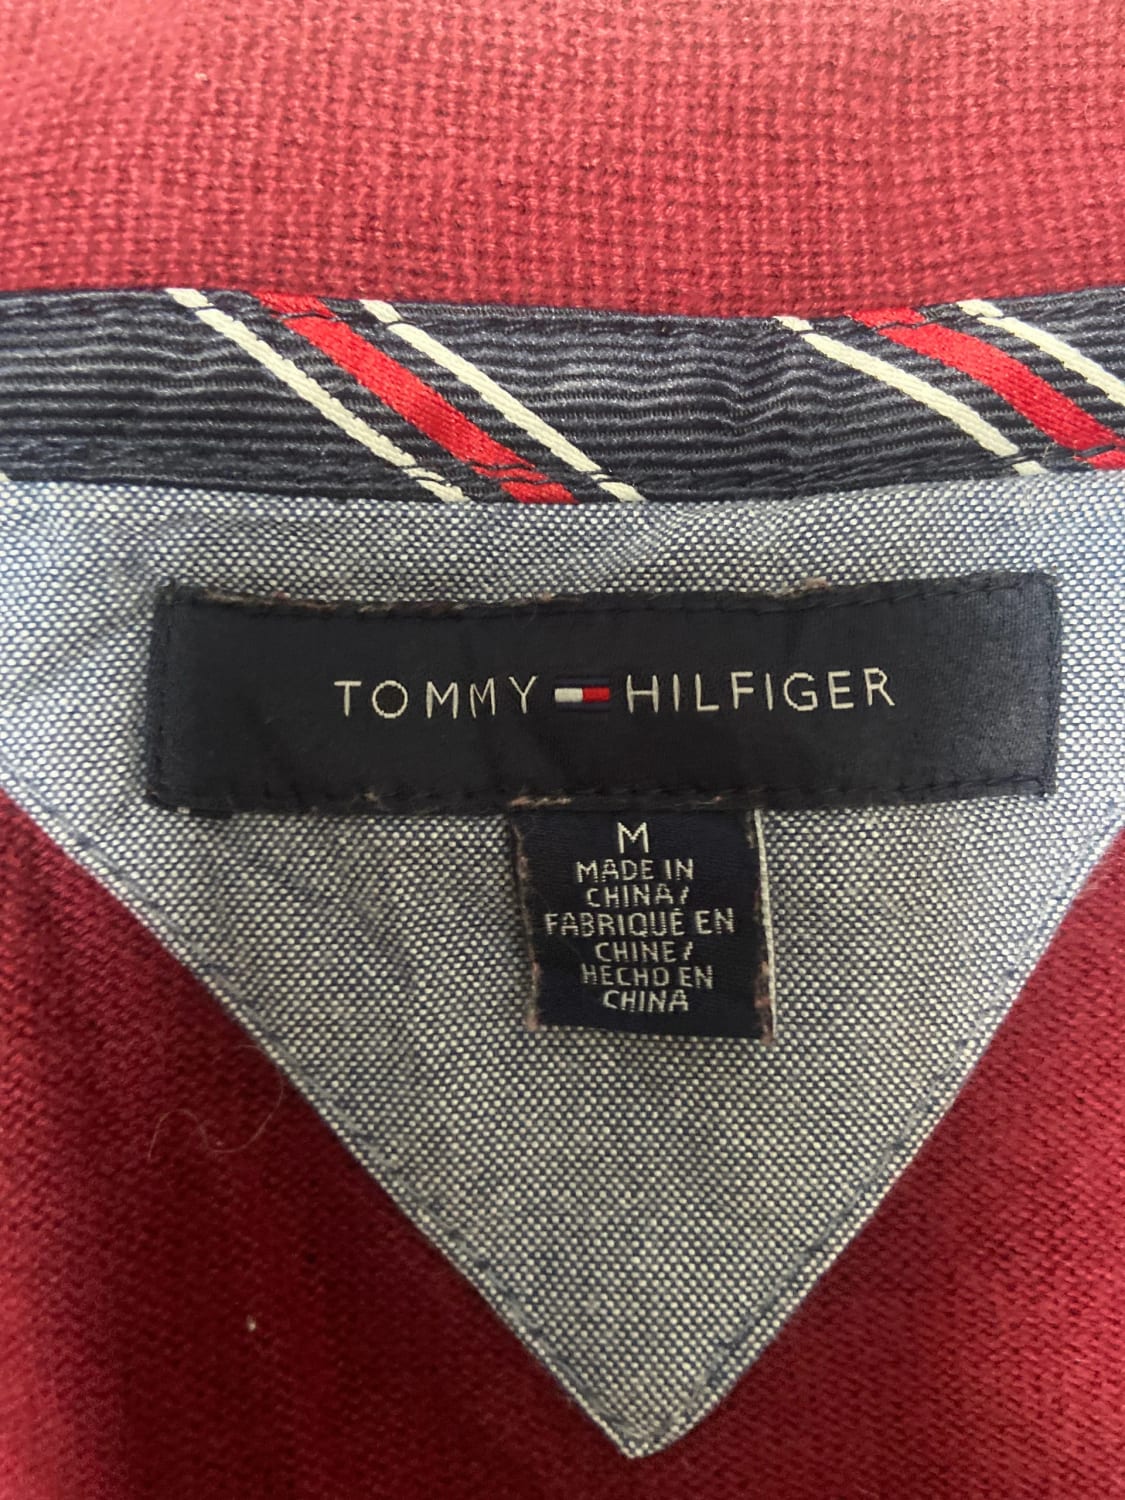 TOMMY HILFIGER
M
MADE IN
CHINA/
FABRIQUÉ EN
CHINE/
HECHO EN
CHINA